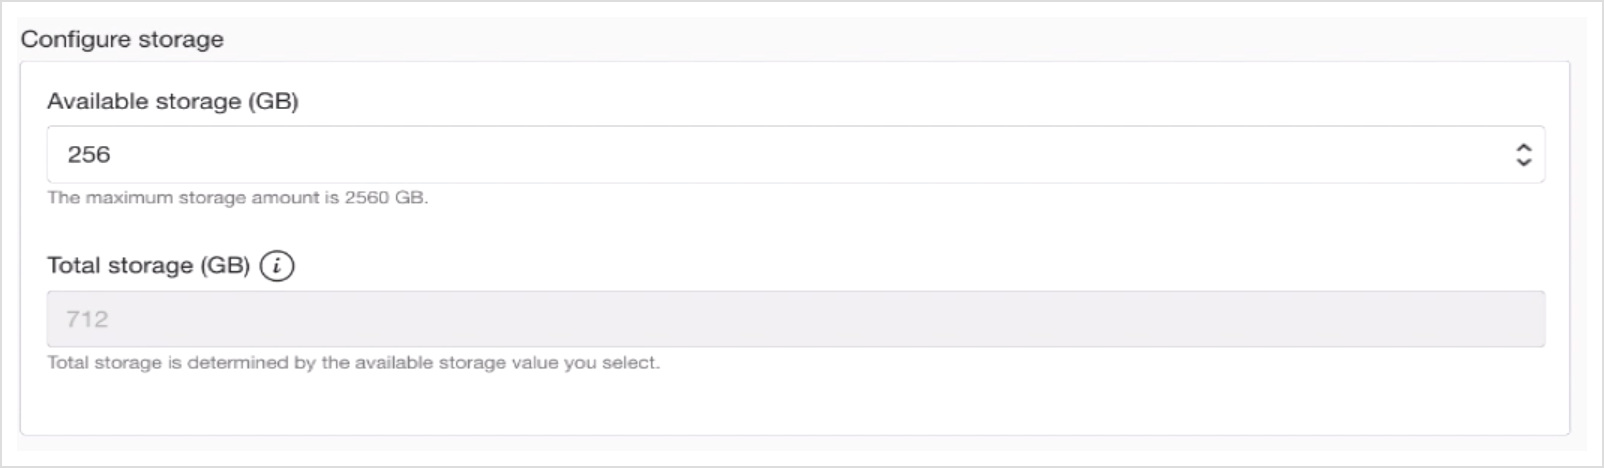 Configure storage
Available storage (GB)
256
The maximum storage amount is 2560 GB.
Total storage (GB) i
712
Total storage is determined by the available storage value you select.